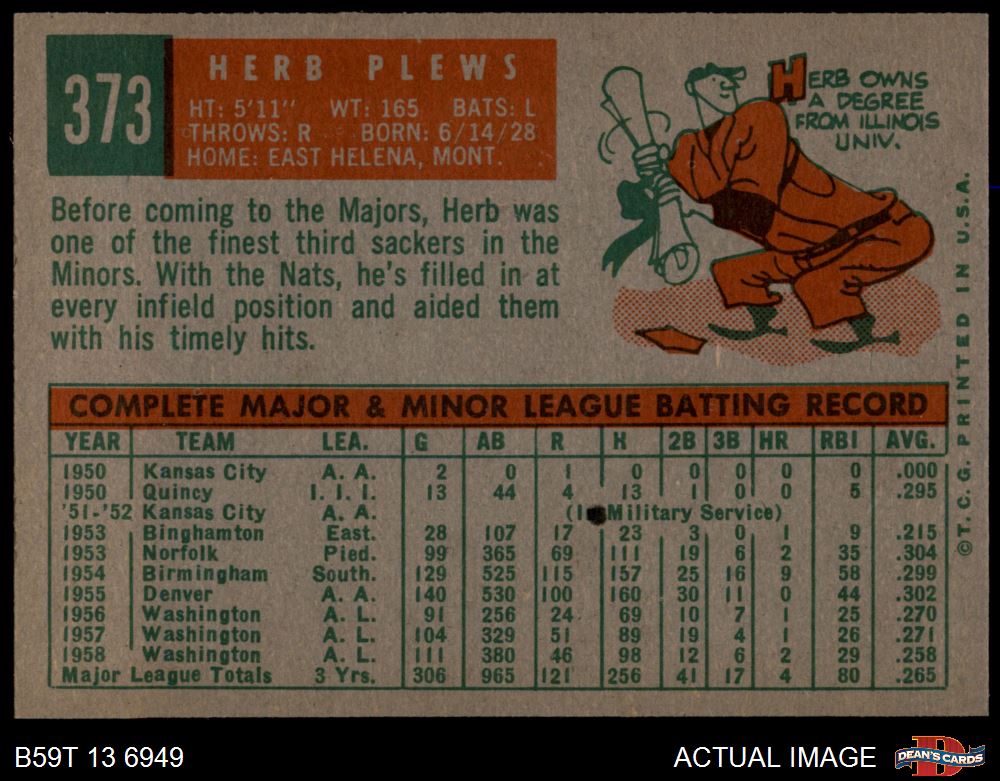 373
HERB PLEWS
HT: 5'11" WT: 165 BATS: L
THROWS: R BORN: 6/14/28
HOME: EAST HELENA, MONT.
HERB OWNS
A DEGREE
FROM ILLINOIS
UNIV.
Before coming to the Majors, Herb was
one of the finest third sackers in the
Minors. With the Nats, he's filled in at
every infield position and aided them
with his timely hits.
COMPLETE MAJOR & MINOR LEAGUE BATTING RECORD
YEAR TEAM LEA. G AB R H 2B 3B HR RBI AVG.
1950 Kansas City A. A. 2 0 1 0 0 0 0 0 .000
1950 Quincy I. I. I. 13 44 4 13 1 0 0 5 .295
'51-'52 Kansas City A. A. (In Military Service)
1953 Binghamton East. 28 107 17 23 3 0 1 9 .215
1953 Norfolk Pied. 99 365 69 111 19 6 2 35 .304
1954 Birmingham South. 129 525 115 157 25 16 9 58 .299
1955 Denver A. A. 140 530 100 160 30 11 0 44 .302
1956 Washington A. L. 91 256 24 69 10 7 1 25 .270
1957 Washington A. L. 104 329 51 89 19 4 1 26 .271
1958 Washington A. L. 111 380 46 98 12 6 2 29 .258
Major League Totals 3 Yrs. 306 965 121 256 41 17 4 80 .265
©T. C. G. PRINTED IN U.S.A.
B59T 13 6949
ACTUAL IMAGE
D
DEAN'S CARDS